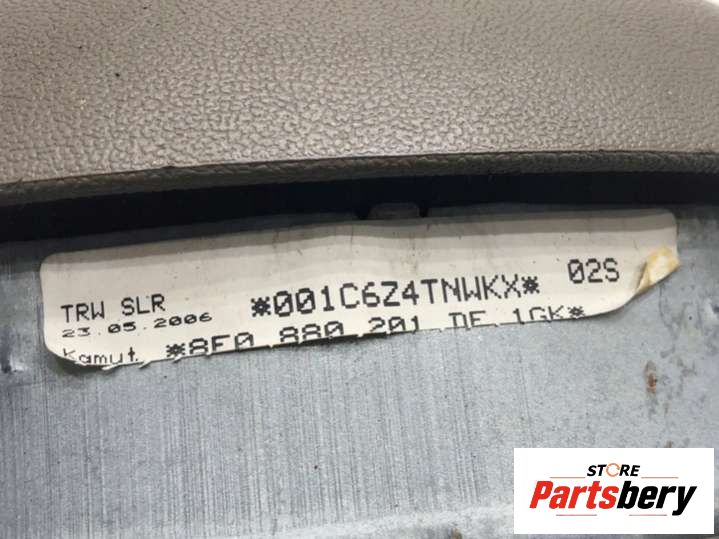 TRW SLR *001C6Z4TNWKX* 02S
23.05.2006
Kamut. *8E0 880 201 DE 1GK*
STORE
Partsbery